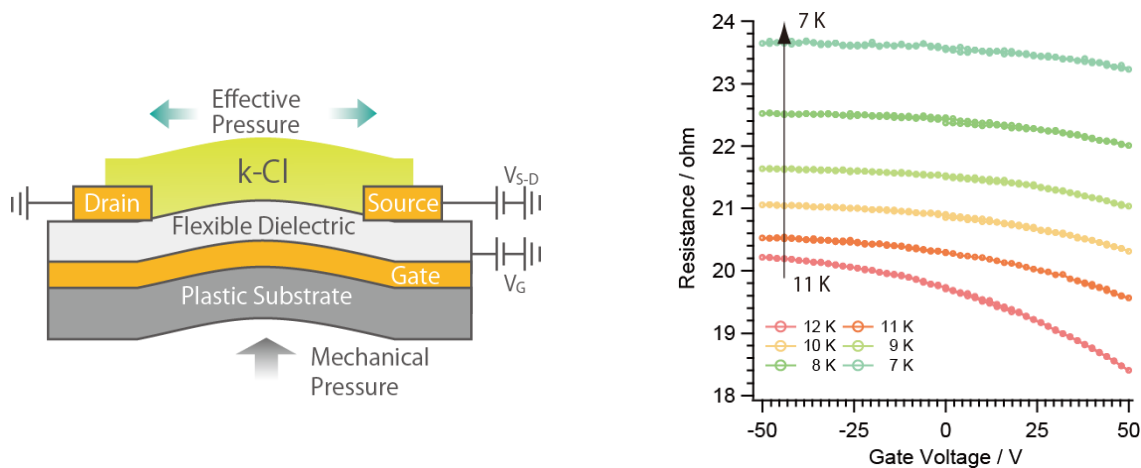 Effective
Pressure
k-Cl
Drain
Source
VS-D
Flexible Dielectric
Gate
VG
Plastic Substrate
Mechanical
Pressure
24
23
22
21
20
19
18
Resistance / ohm
7 K
11 K
12 K 11 K
10 K 9 K
8 K 7 K
-50 -25 0 25 50
Gate Voltage / V